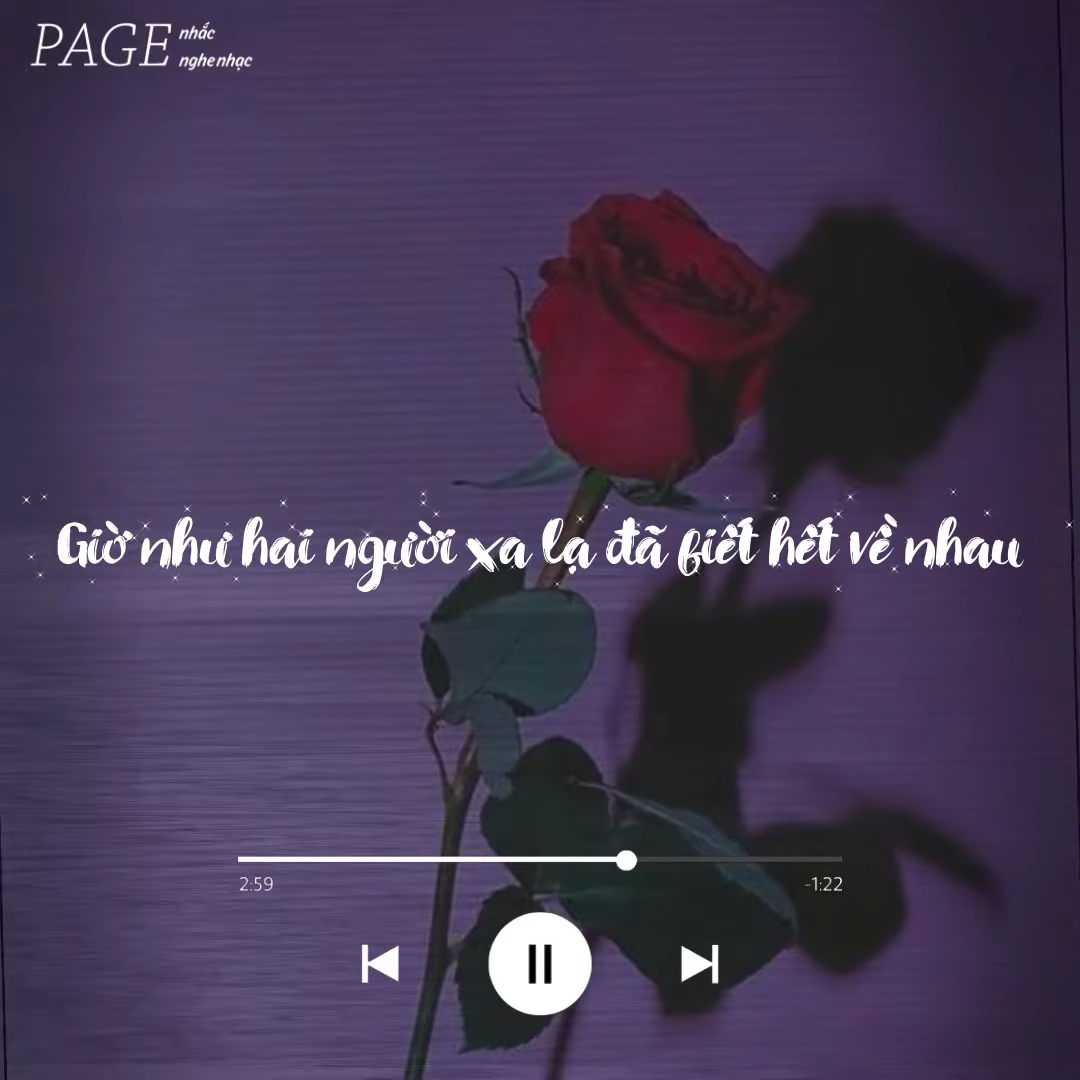 PAGE nhắc
nghe nhạc
Giờ như hai người xa lạ đã biết hết về nhau
2:59 -1:22